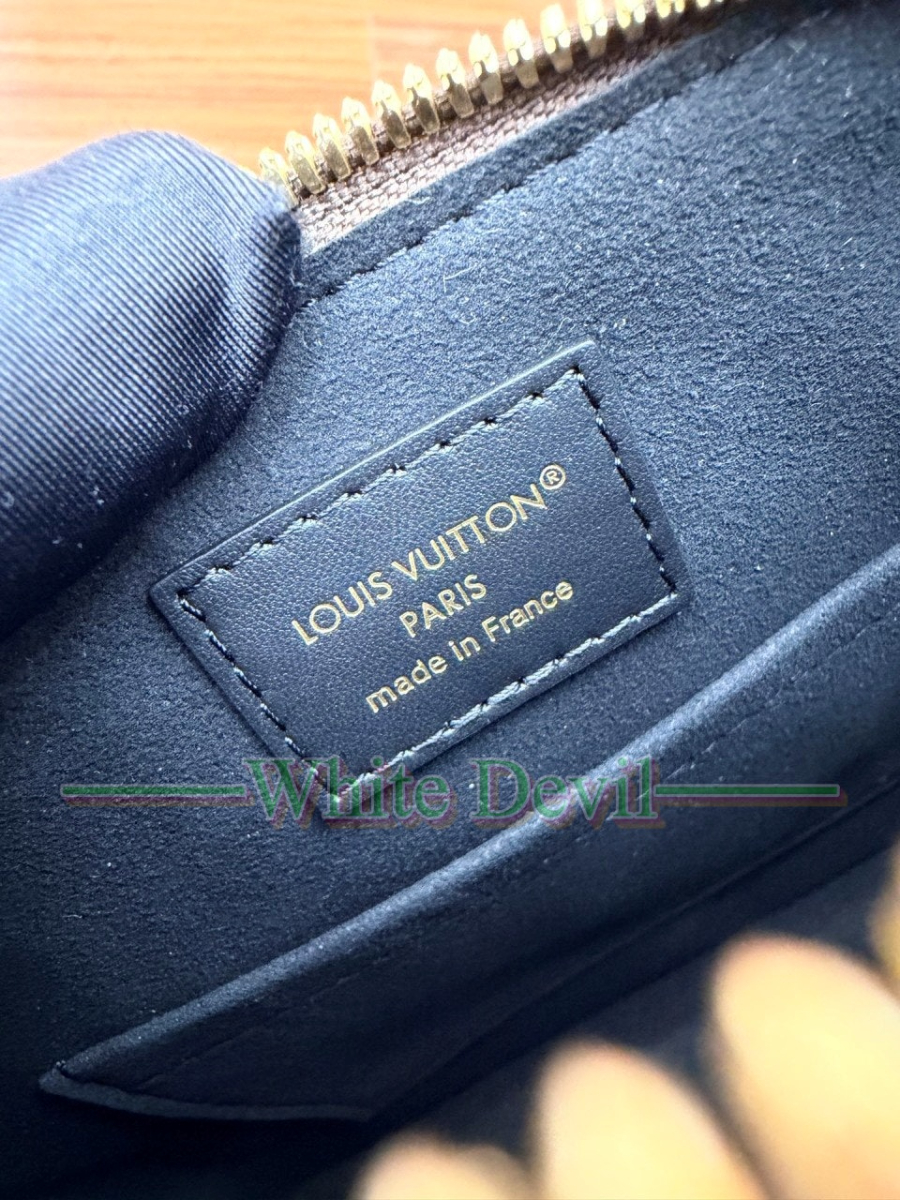 LOUIS VUITTON®
PARIS
made in France
White Devil